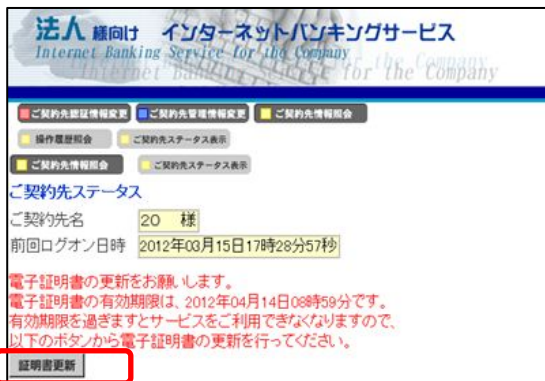 法人 様向け インターネットバンキングサービス
Internet Banking Service for the Company
Internet Banking Service for the Company
ご契約先認証情報変更 ご契約先管理情報変更 ご契約先情報照会
操作履歴照会 ご契約先ステータス表示
ご契約先情報照会 ご契約先ステータス表示
ご契約先ステータス
ご契約先名 20 様
前回ログオン日時 2012年03月15日17時28分57秒
電子証明書の更新をお願いします。
電子証明書の有効期限は、2012年04月14日08時59分です。
有効期限を過ぎますとサービスをご利用できなくなりますので、
以下のボタンから電子証明書の更新を行ってください。
証明書更新